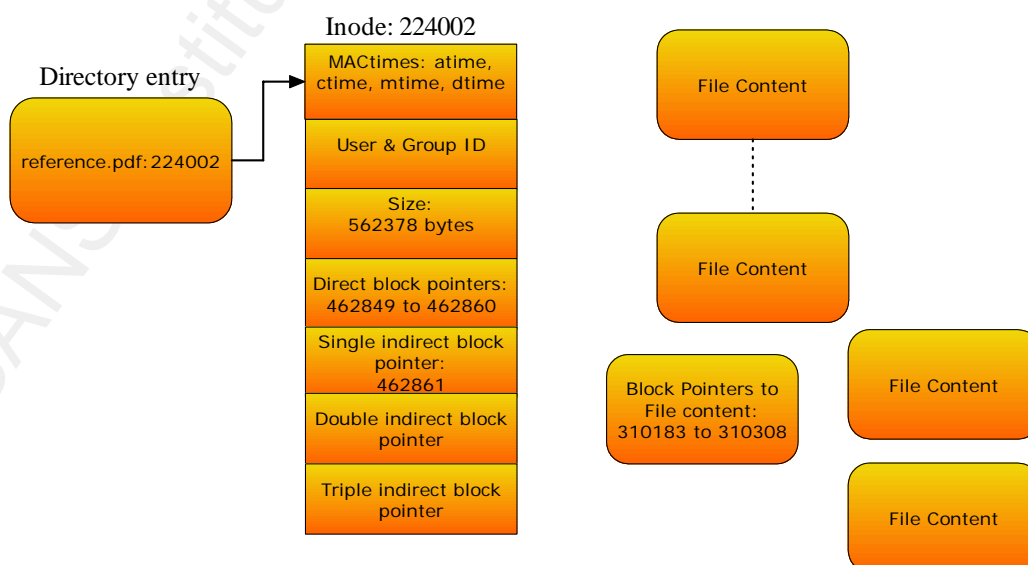 Inode: 224002
Directory entry
reference.pdf:224002
MACtimes: atime,
ctime, mtime, dtime
User & Group ID
Size:
562378 bytes
Direct block pointers:
462849 to 462860
Single indirect block
pointer:
462861
Double indirect block
pointer
Triple indirect block
pointer
File Content
File Content
Block Pointers to
File content:
310183 to 310308
File Content
File Content